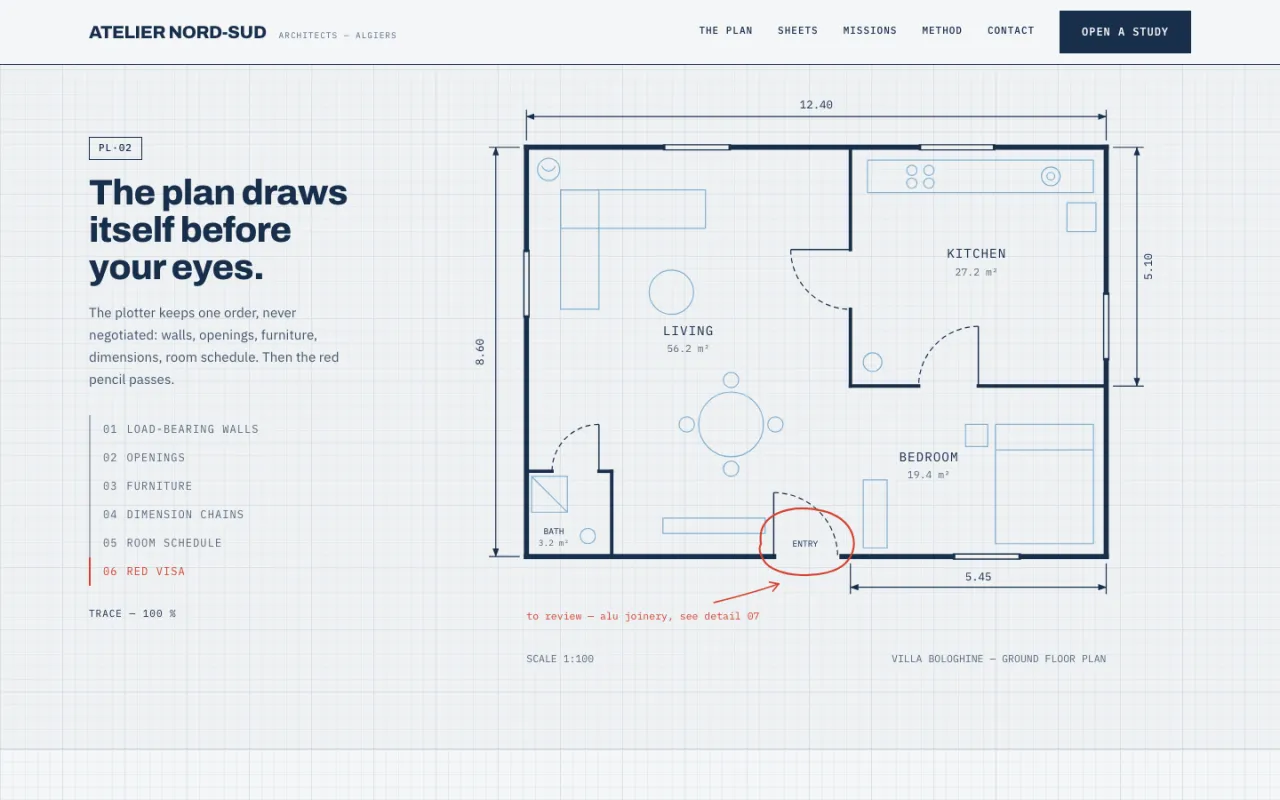 ATELIER NORD-SUD ARCHITECTS — ALGIERS
THE PLAN SHEETS MISSIONS METHOD CONTACT OPEN A STUDY
PL·02
The plan draws
itself before
your eyes.
The plotter keeps one order, never
negotiated: walls, openings, furniture,
dimensions, room schedule. Then the red
pencil passes.
01 LOAD-BEARING WALLS
02 OPENINGS
03 FURNITURE
04 DIMENSION CHAINS
05 ROOM SCHEDULE
06 RED VISA
TRACE — 100 %
12.40
KITCHEN
27.2 m²
5.10
LIVING
56.2 m²
8.60
BEDROOM
19.4 m²
BATH
3.2 m²
ENTRY
5.45
to review — alu joinery, see detail 07
SCALE 1:100
VILLA BOLOGHINE — GROUND FLOOR PLAN